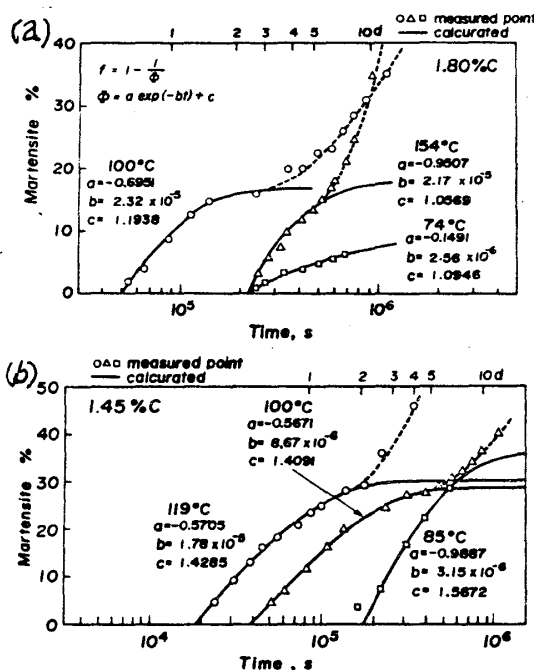 (a)
○△□ measured point
— calcurated
1 2 3 4 5 10d
40
30
20
10
0
Martensite %
f = 1 - 1/Φ
Φ = a exp(-bt) + c
1.80%C
100°C
a=-0.6951
b= 2.32 x 10⁻⁵
c= 1.1938
154°C
a=-0.9507
b= 2.17 x 10⁻⁵
c= 1.0569
74°C
a=-0.1491
b= 2.56 x 10⁻⁶
c= 1.0946
10⁵ 10⁶
Time, s
(b)
○△□ measured point
— calcurated
1 2 3 4 5 10d
50
40
30
20
10
0
Martensite %
1.45%C
100°C
a=-0.5671
b= 8.67 x 10⁻⁶
c= 1.4091
119°C
a=-0.5705
b= 1.78 x 10⁻⁵
c= 1.4285
85°C
a=-0.9887
b= 3.15 x 10⁻⁶
c= 1.5672
10⁴ 10⁵ 10⁶
Time, s